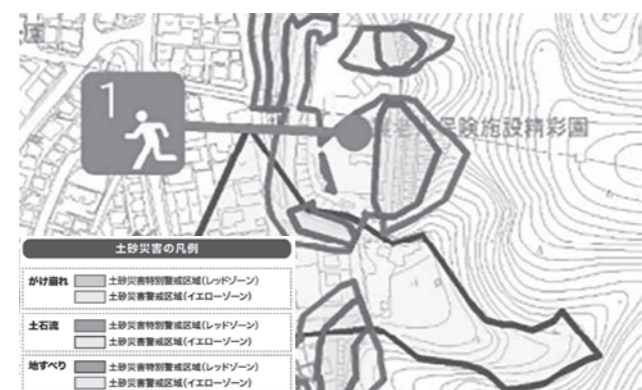 1
保険施設精彩園
土砂災害の凡例
がけ崩れ
土砂災害特別警戒区域(レッドゾーン)
土砂災害警戒区域(イエローゾーン)
土石流
土砂災害特別警戒区域(レッドゾーン)
土砂災害警戒区域(イエローゾーン)
地すべり
土砂災害特別警戒区域(レッドゾーン)
土砂災害警戒区域(イエローゾーン)